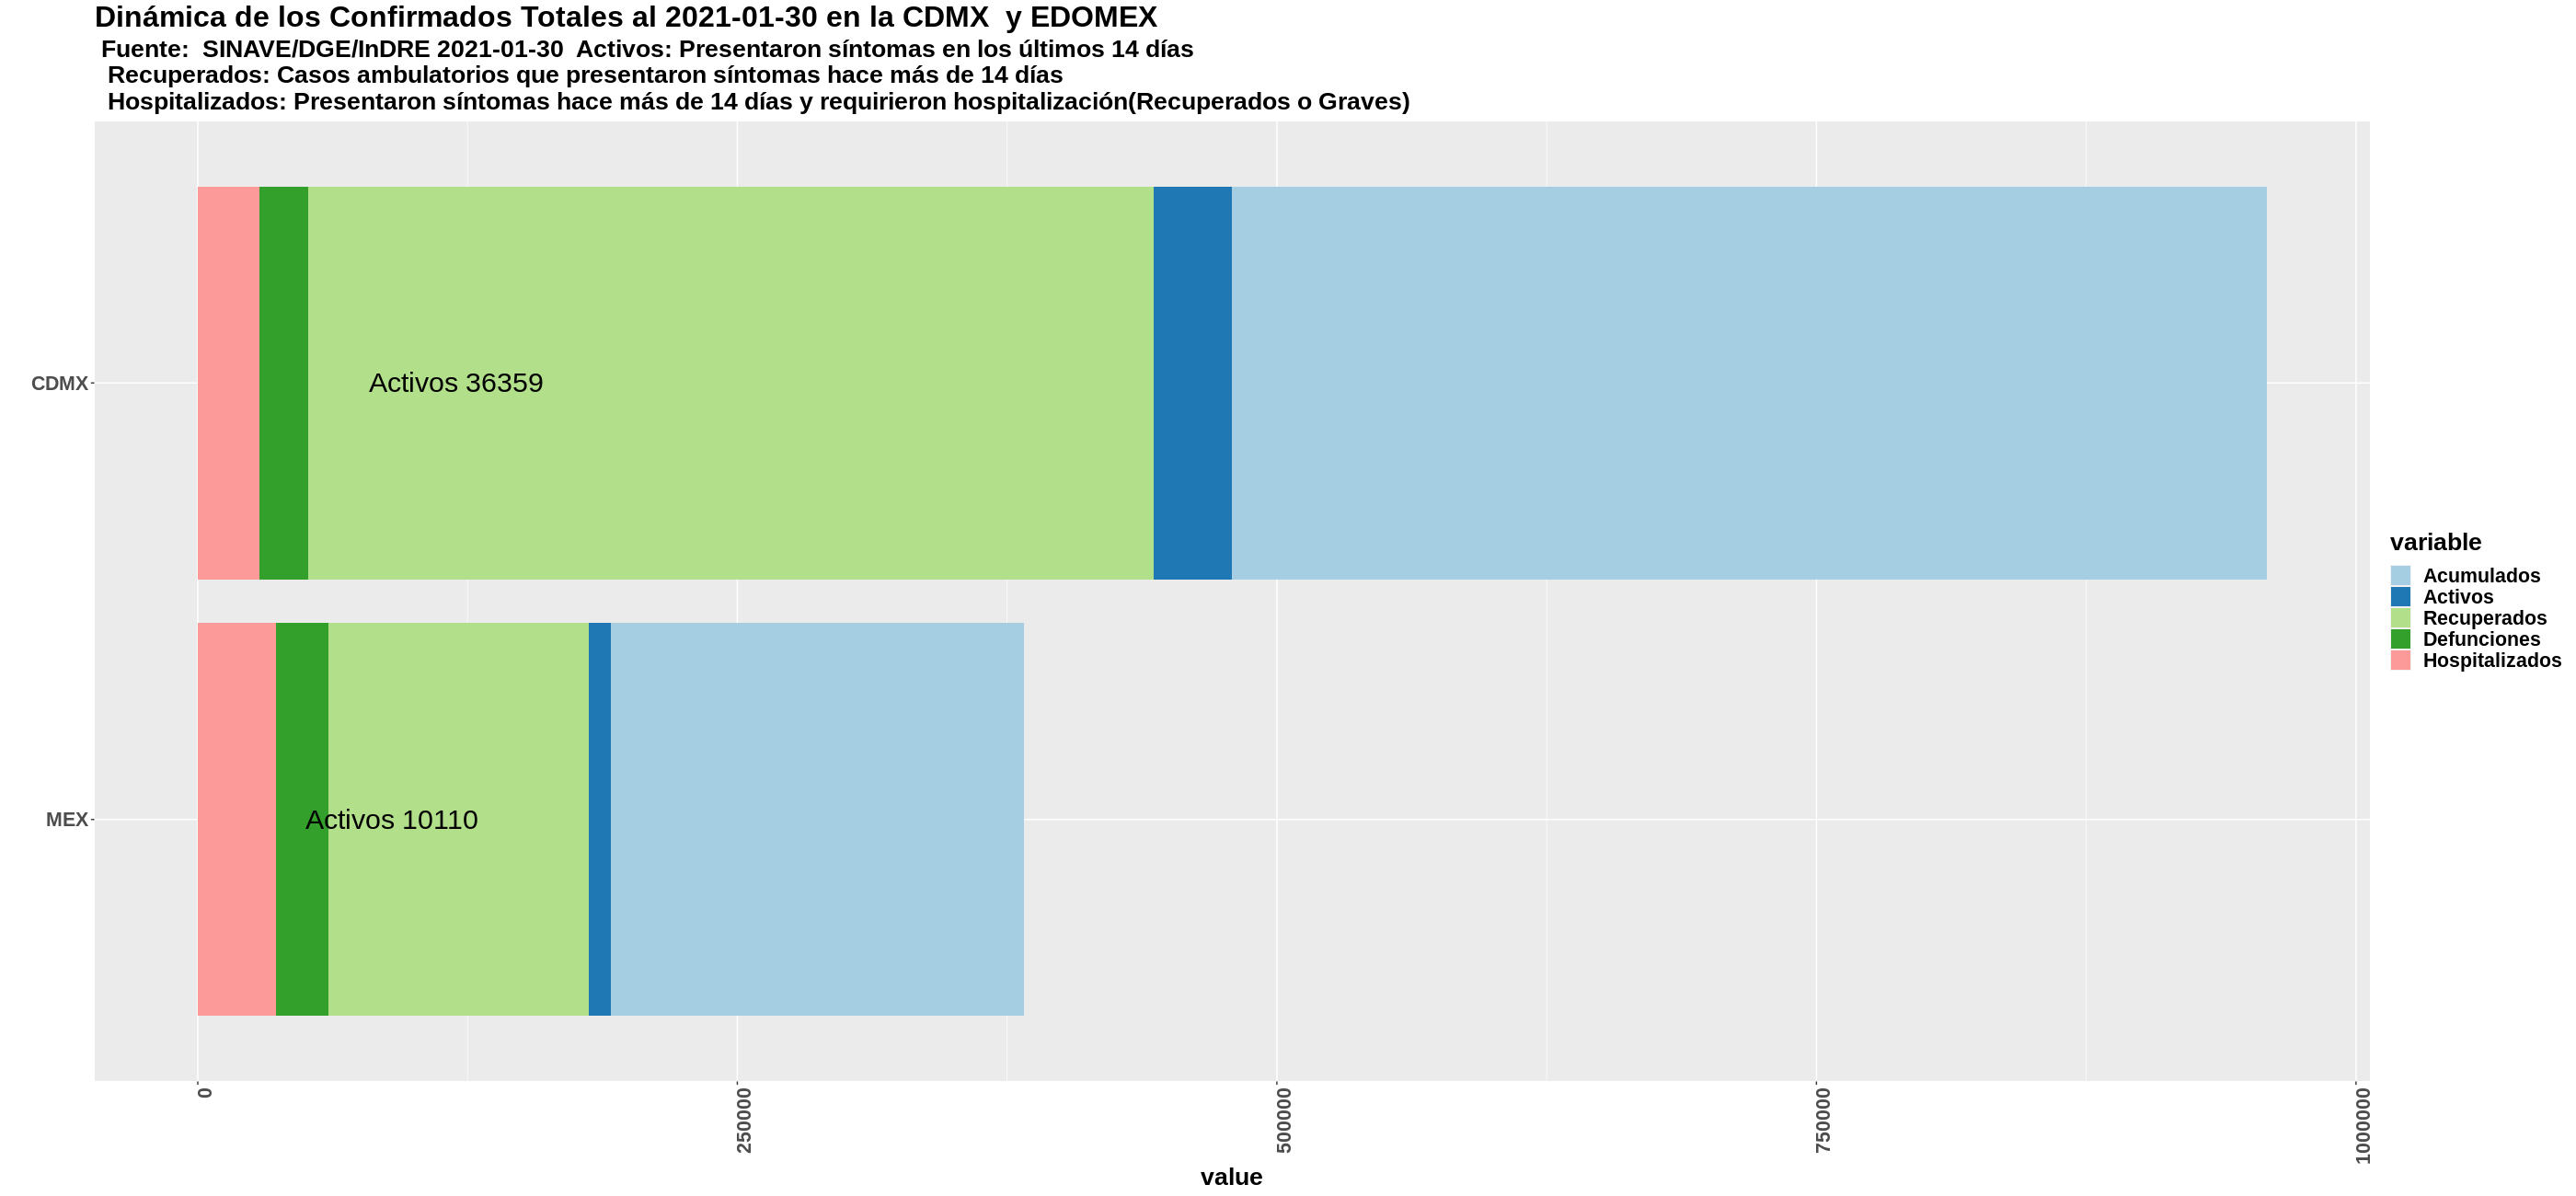 Dinámica de los Confirmados Totales al 2021-01-30 en la CDMX  y EDOMEX
Fuente:  SINAVE/DGE/InDRE 2021-01-30  Activos: Presentaron síntomas en los últimos 14 días
Recuperados: Casos ambulatorios que presentaron síntomas hace más de 14 días
Hospitalizados: Presentaron síntomas hace más de 14 días y requirieron hospitalización(Recuperados o Graves)
CDMX
Activos 36359
MEX
Activos 10110
0
250000
500000
750000
1000000
value
variable
Acumulados
Activos
Recuperados
Defunciones
Hospitalizados